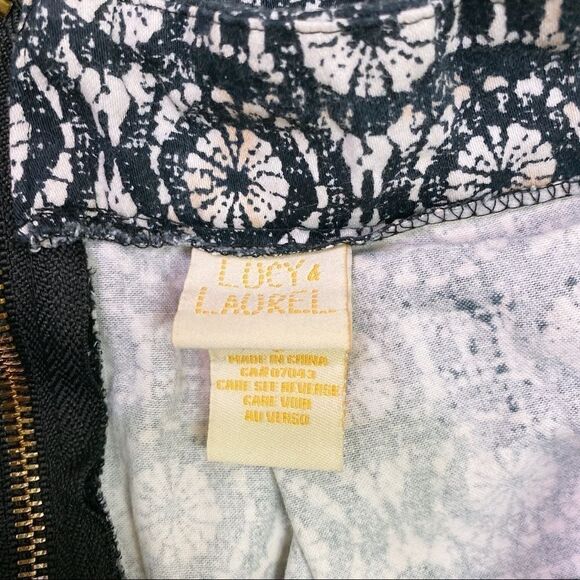 LUCY &
LAUREL
MADE IN CHINA
CA# 07043
CARE SEE REVERSE
CARE VOIR
AU VERSO